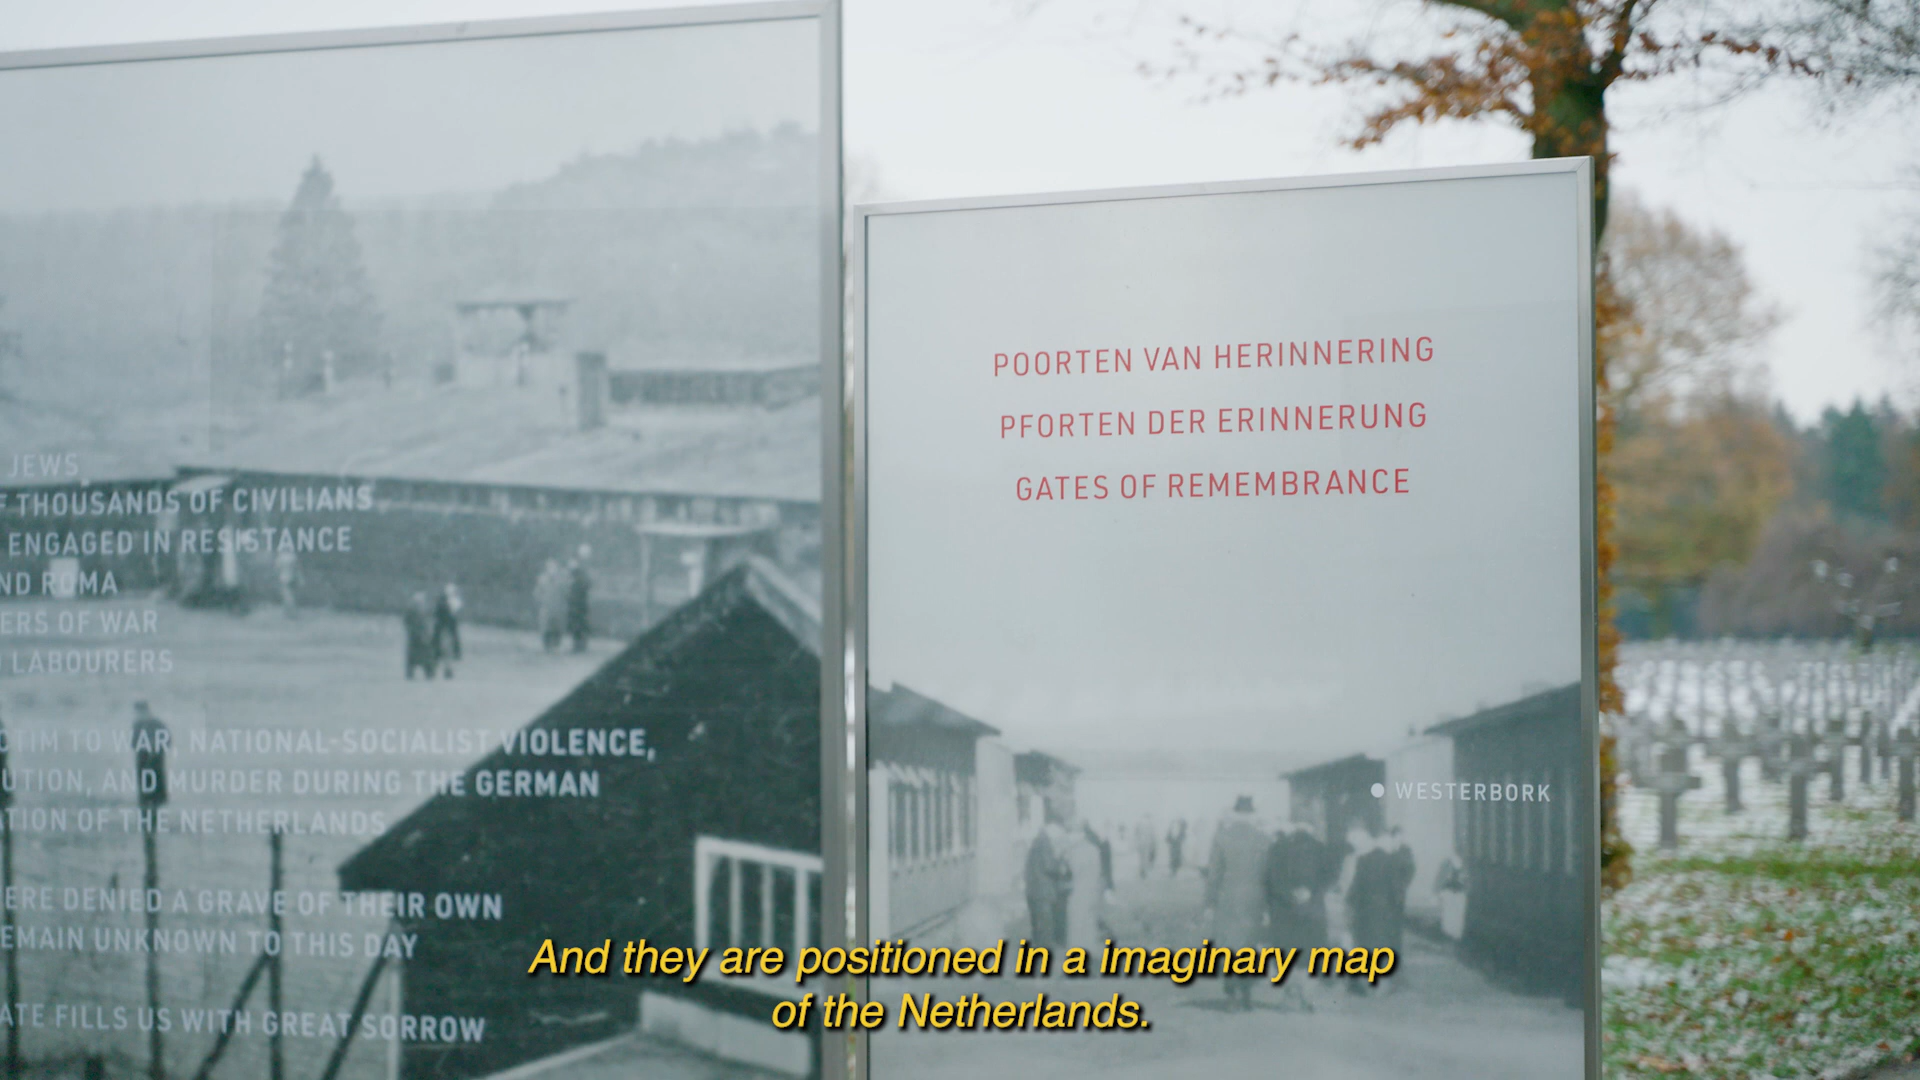 JEWS
F THOUSANDS OF CIVILIANS
ENGAGED IN RESISTANCE
ND ROMA
ERS OF WAR
LABOURERS
CTIM TO WAR, NATIONAL-SOCIALIST VIOLENCE,
UTION, AND MURDER DURING THE GERMAN
TION OF THE NETHERLANDS
ERE DENIED A GRAVE OF THEIR OWN
EMAIN UNKNOWN TO THIS DAY
ATE FILLS US WITH GREAT SORROW
POORTEN VAN HERINNERING
PFORTEN DER ERINNERUNG
GATES OF REMEMBRANCE
WESTERBORK
And they are positioned in a imaginary map
of the Netherlands.